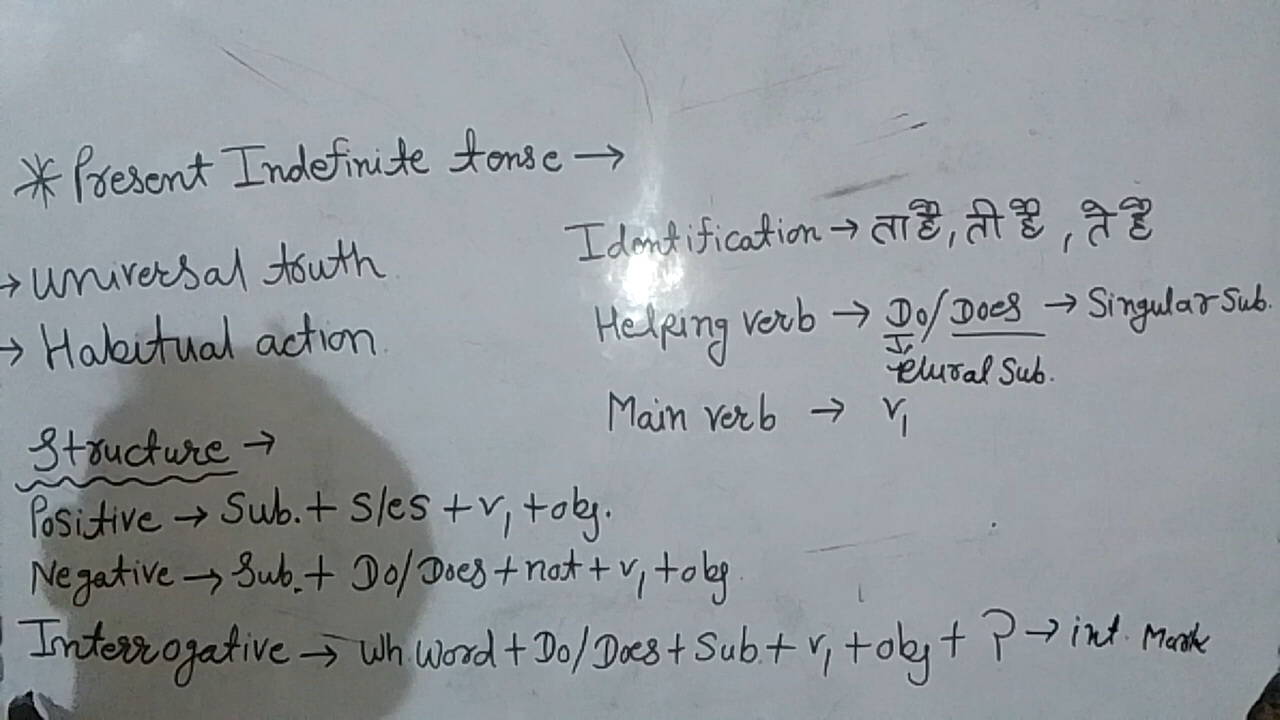 * Present Indefinite tense →
Identification → ता है, ती है, ते है
→ Universal truth
Helping verb → Do/Does → Singular Sub.
I,
Plural Sub.
→ Habitual action
Main verb → V₁
Structure →
Positive → Sub. + s/es + V₁ + obj.
Negative → Sub. + Do/Does + not + V₁ + obj
Interrogative → Wh. Word + Do/Does + Sub. + V₁ + obj + ? → int. Mark